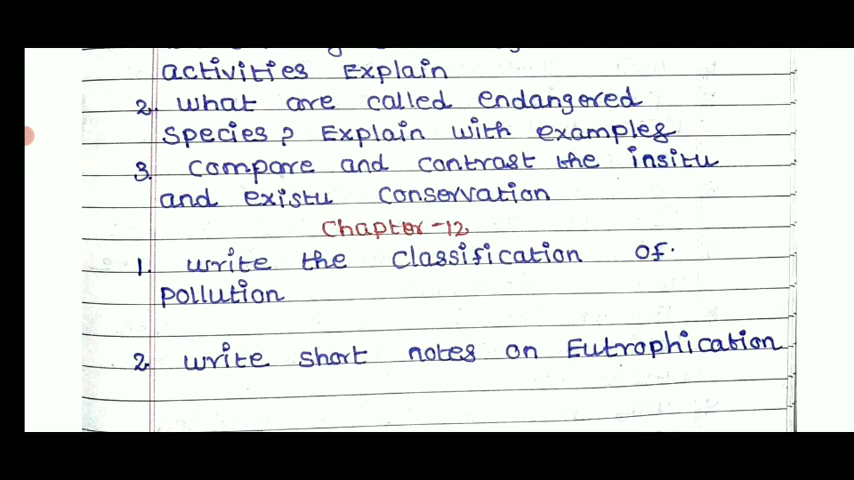 activities Explain
2. what are called endangered
species? Explain with examples
3. compare and contrast the insitu
and existu conservation
Chapter-12
1. write the classification of.
pollution
2. write short notes on Eutrophication